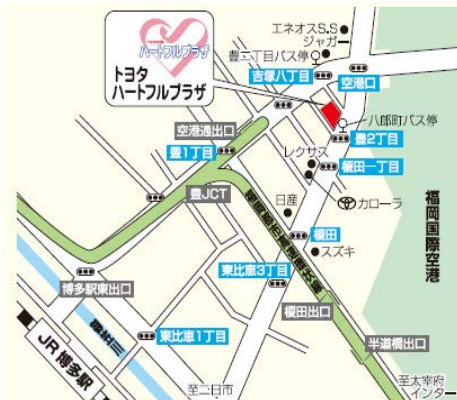 エネオスS.S
ジャガー
豊二丁目バス停
吉塚八丁目
空港口
ハートフルプラザ
トヨタ
ハートフルプラザ
八郎町バス停
空港通出口
豊2丁目
豊1丁目
レクサス
榎田一丁目
豊JCT
カローラ
日産
福岡国際空港
榎田
スズキ
東比恵3丁目
博多駅東出口
榎田出口
東比恵1丁目
半道橋出口
JR博多駅
至二日市
至太宰府
インター